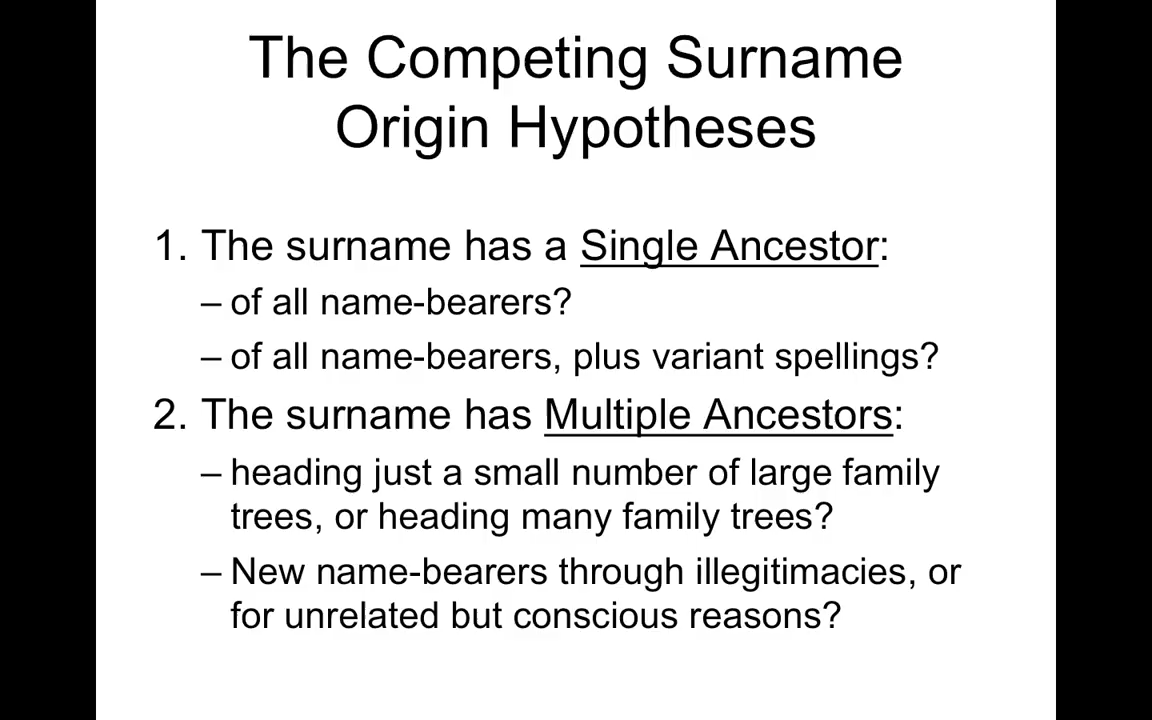 The Competing Surname
Origin Hypotheses
1. The surname has a Single Ancestor:
– of all name-bearers?
– of all name-bearers, plus variant spellings?
2. The surname has Multiple Ancestors:
– heading just a small number of large family
trees, or heading many family trees?
– New name-bearers through illegitimacies, or
for unrelated but conscious reasons?